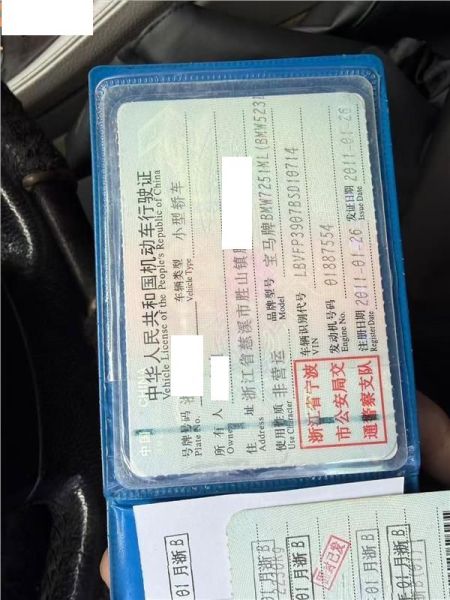 中华人民共和国机动车行驶证
Vehicle License of the People's Republic of China
号牌号码
Plate No.
车辆类型 小型轿车
Vehicle Type
所有人
Owner
住址 浙江省慈溪市胜山镇
Address
使用性质 非营运
Use Character
品牌型号 宝马牌BMW7251ML(BMW523
Model
车辆识别代号 LBVFP3907BSD10714
VIN
发动机号码 01887554
Engine No.
注册日期 2011-01-26
Register Date
发证日期 2011-01-26
Issue Date
浙江省宁波
市公安局交
通警察支队
01月浙B
01月浙B
01月浙B
01月浙B